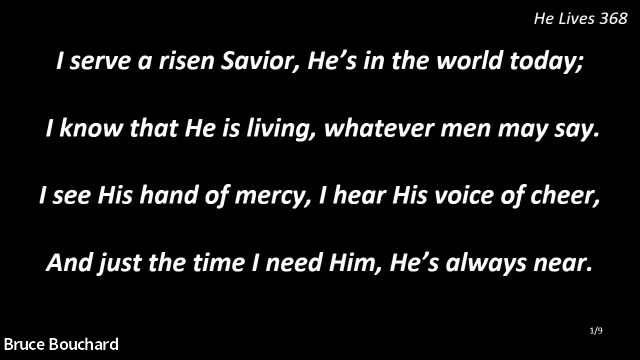 He Lives 368
I serve a risen Savior, He’s in the world today;
I know that He is living, whatever men may say.
I see His hand of mercy, I hear His voice of cheer,
And just the time I need Him, He’s always near.
1/9
Bruce Bouchard